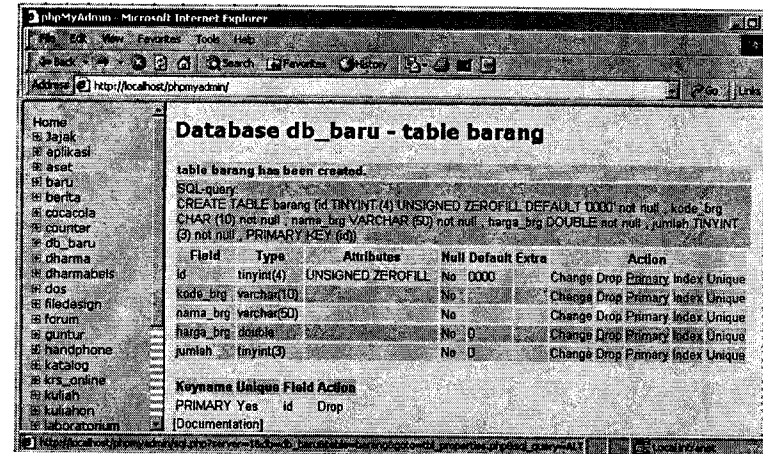 phpMyAdmin - Microsoft Internet Explorer
File Edit View Favorites Tools Help
Back Search Favorites History
Address http://localhost/phpmyadmin/ Go Links
Home
aplikasi
aset
baru
berita
cocacola
counter
db_baru
dharma
dharmabels
dos
filedesign
forum
guntur
handphone
katalog
krs_online
kuliah
kuliahon
laboratorium
Database db_baru - table barang
table barang has been created.
SQL-query:
CREATE TABLE barang (id TINYINT (4) UNSIGNED ZEROFILL DEFAULT '0000' not null , kode_brg
CHAR (10) not null , nama_brg VARCHAR (50) not null , harga_brg DOUBLE not null , jumlah TINYINT
(3) not null , PRIMARY KEY (id))
Field Type Attributes Null Default Extra Action
id tinyint(4) UNSIGNED ZEROFILL No 0000 Change Drop Primary Index Unique
kode_brg varchar(10) No Change Drop Primary Index Unique
nama_brg varchar(50) No Change Drop Primary Index Unique
harga_brg double No 0 Change Drop Primary Index Unique
jumlah tinyint(3) No 0 Change Drop Primary Index Unique
Keyname Unique Field Action
PRIMARY Yes id Drop
[Documentation]
Local intranet